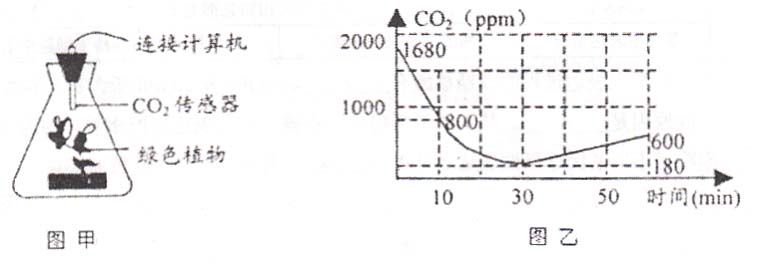 连接计算机
CO₂传感器
绿色植物
图 甲
CO₂（ppm）
2000
1680
1000
800
600
180
10 30 50 时间(min)
图 乙